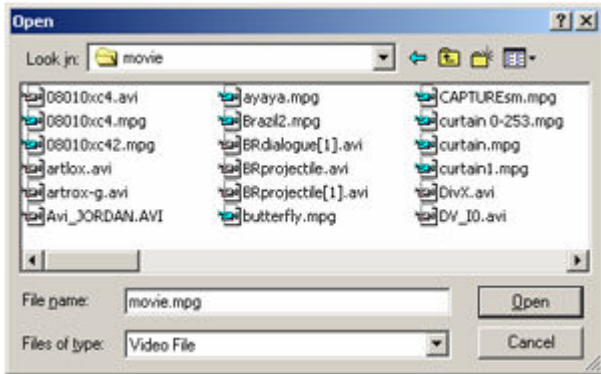 Open
Look in: movie
08010xc4.avi
08010xc4.mpg
08010xc42.mpg
artlox.avi
artrox-g.avi
Avi_JORDAN.AVI
ayaya.mpg
Brazil2.mpg
BRdialogue[1].avi
BRprojectile.avi
BRprojectile[1].avi
butterfly.mpg
CAPTUREsm.mpg
curtain 0-253.mpg
curtain.mpg
curtain1.mpg
DivX.avi
DV_I0.avi
File name: movie.mpg Open
Files of type: Video File Cancel